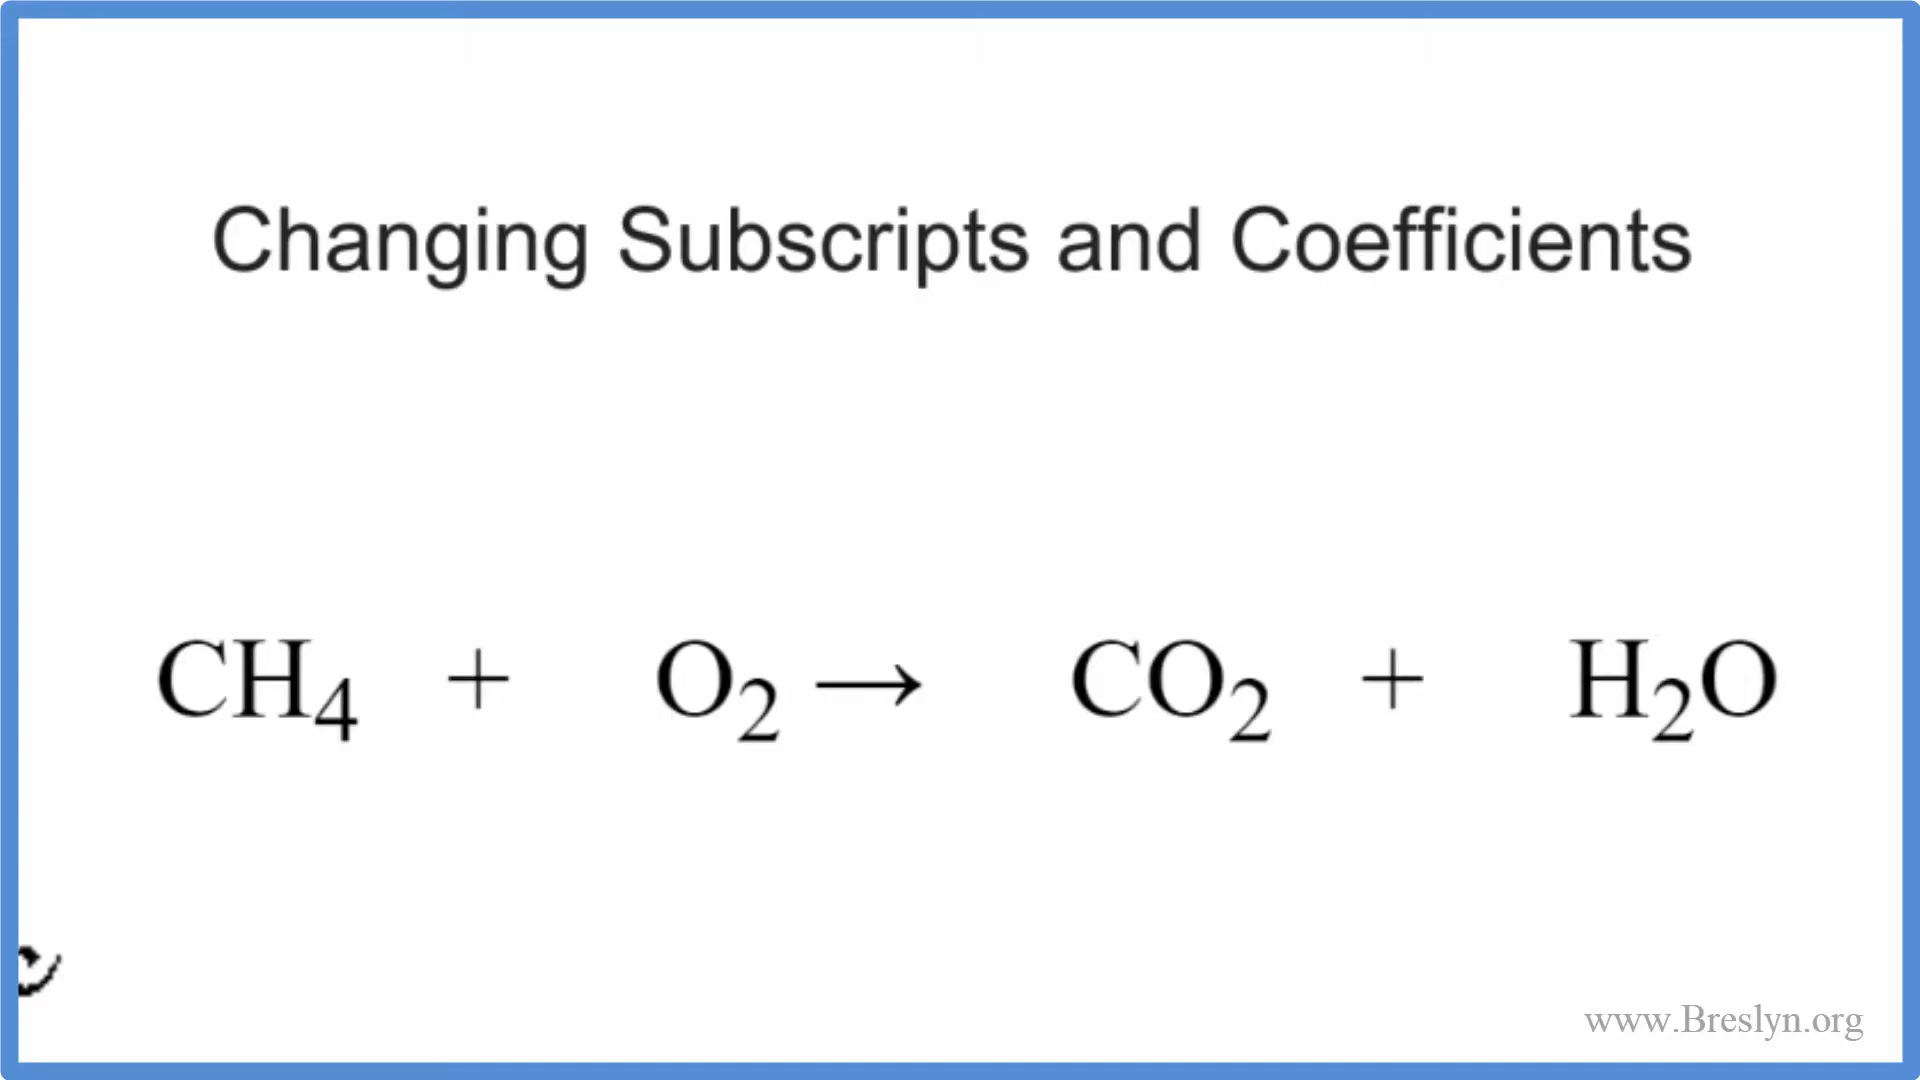 Changing Subscripts and Coefficients
CH₄ + O₂ → CO₂ + H₂O
www.Breslyn.org